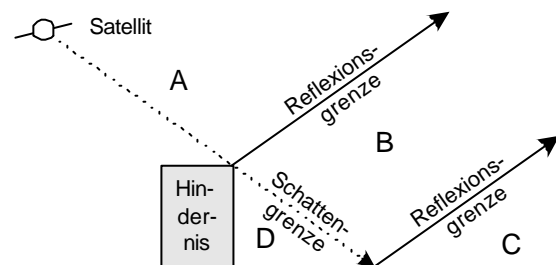 Satellit
A
Reflexions-
grenze
B
Reflexions-
grenze
Hin-
der-
nis
Schatten-
grenze
D
C